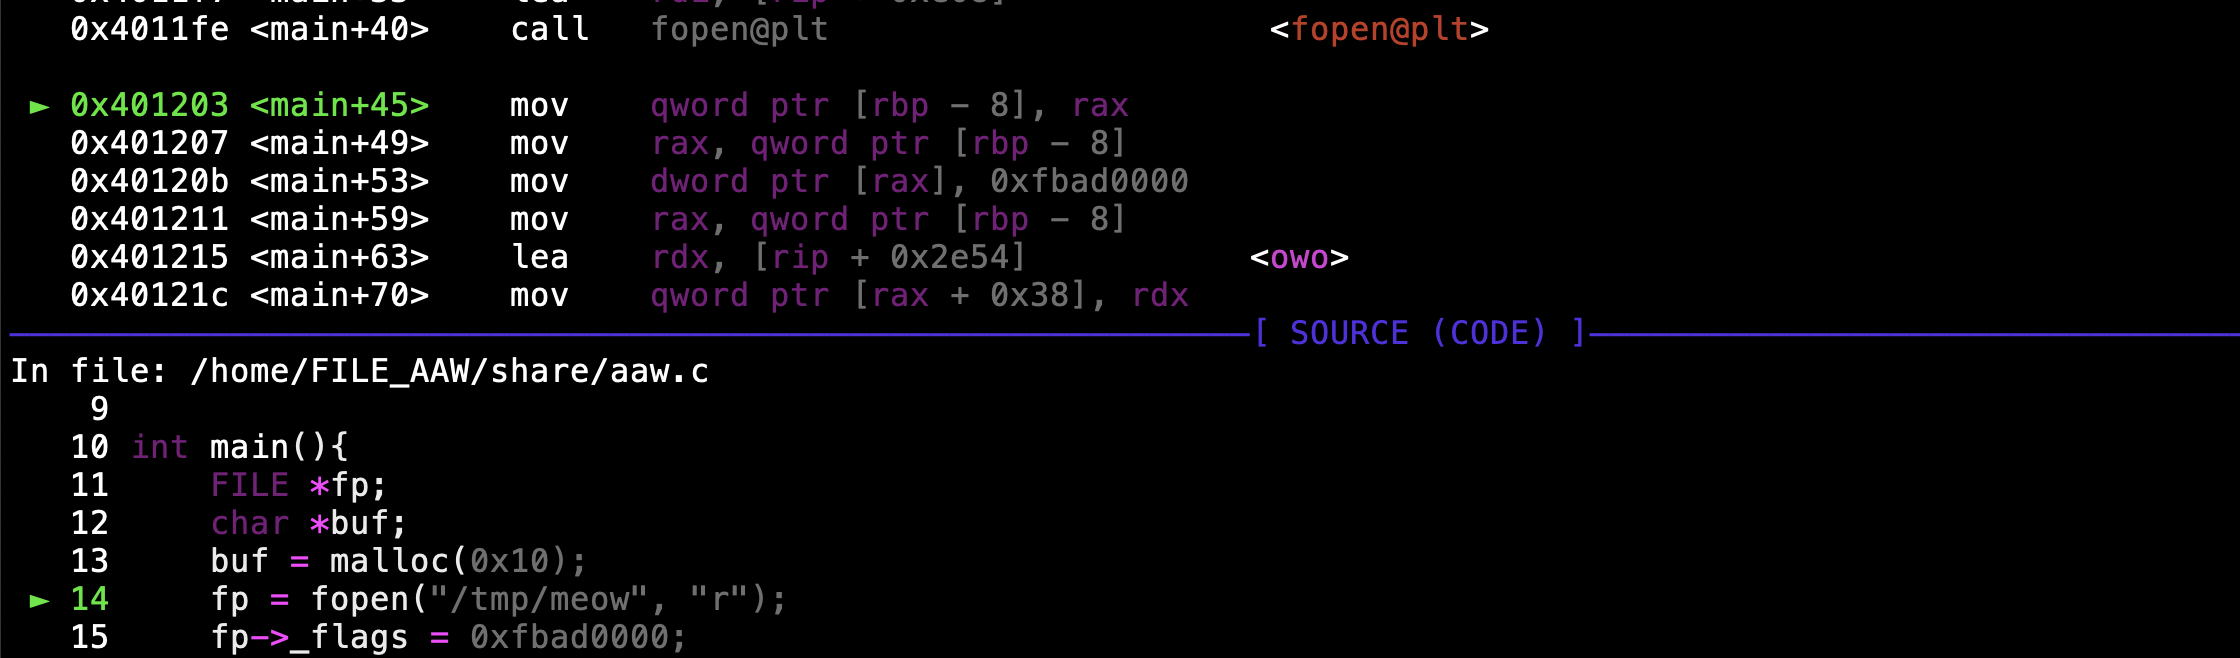 0x4011fe <main+40> call fopen@plt <fopen@plt>
► 0x401203 <main+45> mov qword ptr [rbp - 8], rax
0x401207 <main+49> mov rax, qword ptr [rbp - 8]
0x40120b <main+53> mov dword ptr [rax], 0xfbad0000
0x401211 <main+59> mov rax, qword ptr [rbp - 8]
0x401215 <main+63> lea rdx, [rip + 0x2e54] <owo>
0x40121c <main+70> mov qword ptr [rax + 0x38], rdx
[ SOURCE (CODE) ]
In file: /home/FILE_AAW/share/aaw.c
9
10 int main(){
11 FILE *fp;
12 char *buf;
13 buf = malloc(0x10);
► 14 fp = fopen("/tmp/meow", "r");
15 fp->_flags = 0xfbad0000;